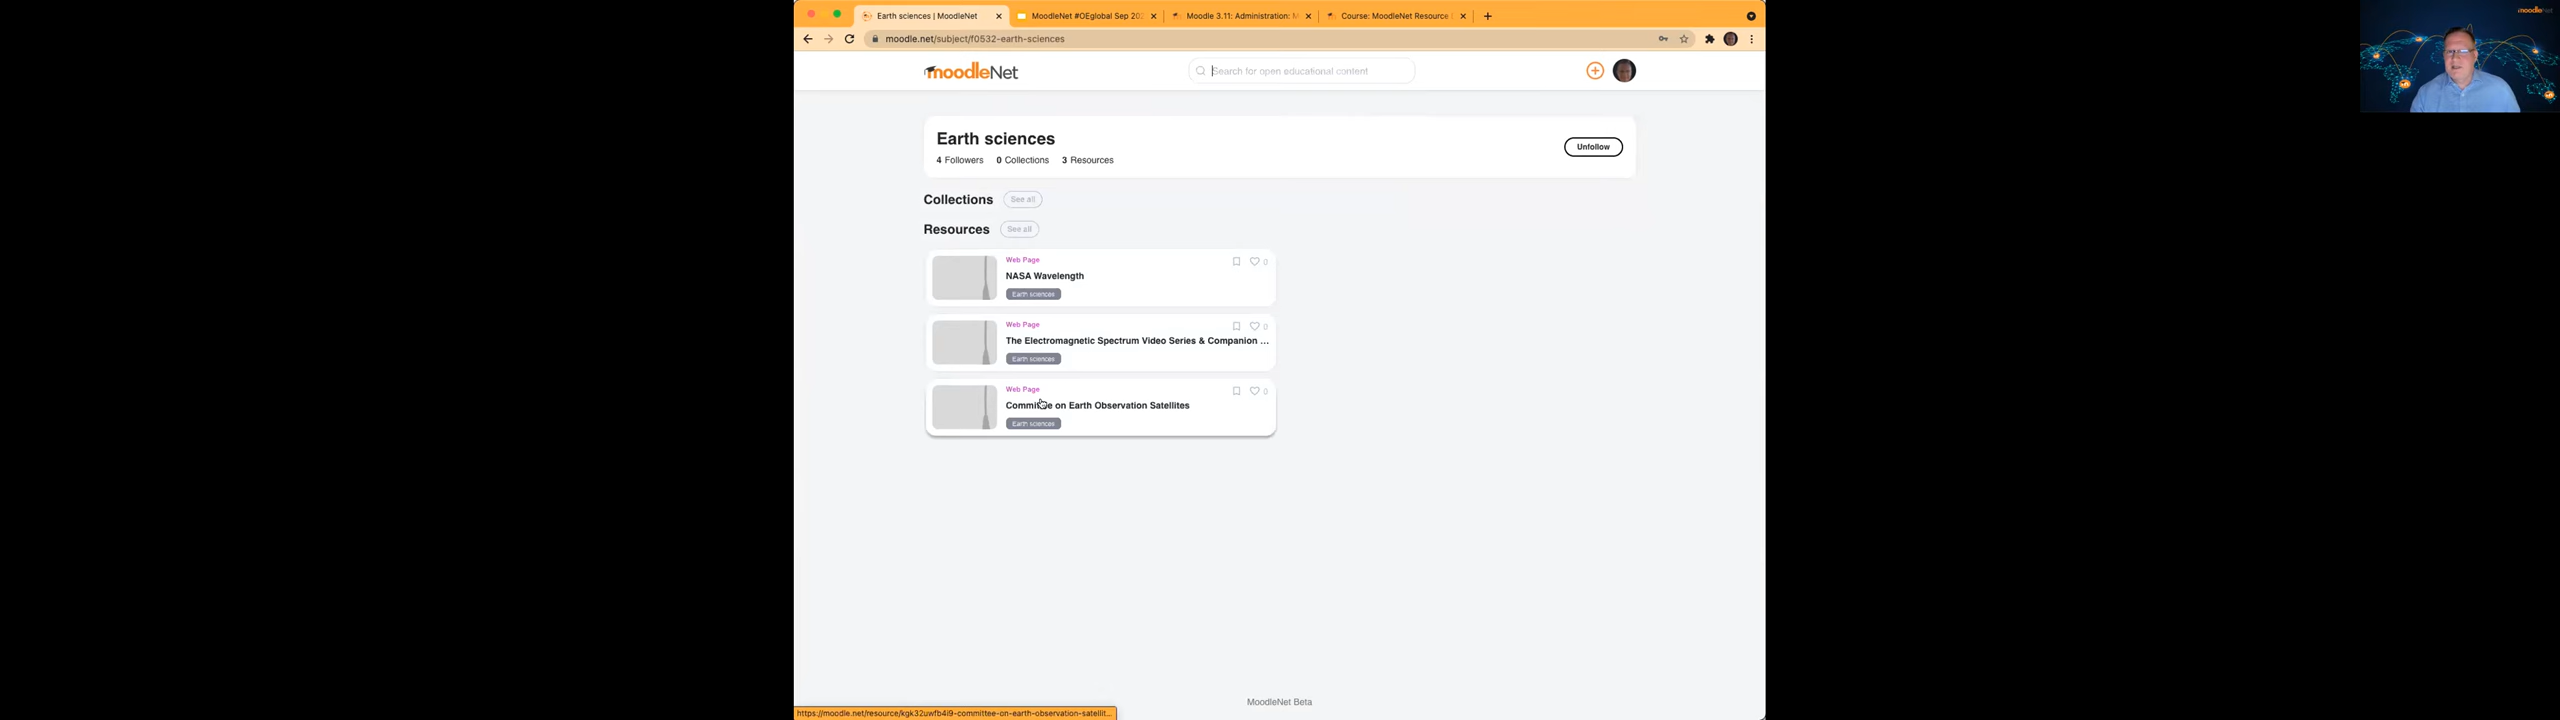 Earth sciences | MoodleNet
MoodleNet #OEglobal Sep 202
Moodle 3.11: Administration: M
Course: MoodleNet Resource
moodle.net/subject/f0532-earth-sciences
moodleNet
Search for open educational content
Earth sciences
4 Followers 0 Collections 3 Resources
Unfollow
Collections See all
Resources See all
Web Page
0
NASA Wavelength
Earth sciences
Web Page
0
The Electromagnetic Spectrum Video Series & Companion ...
Earth sciences
Web Page
0
Committee on Earth Observation Satellites
Earth sciences
MoodleNet Beta
https://moodle.net/resource/kgk32uwfb4i9-committee-on-earth-observation-satellit...
moodleNet